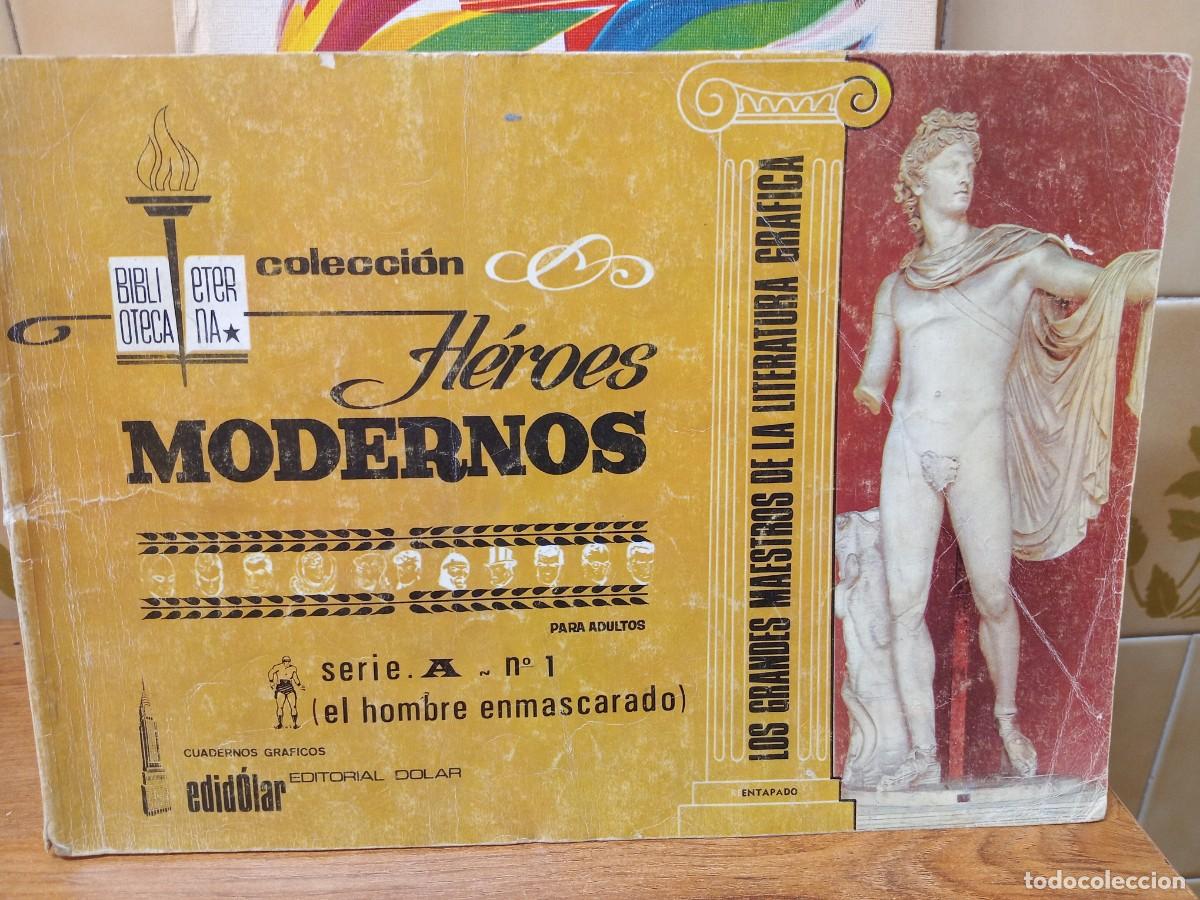 BIBLI ETER
OTECA NA★
colección
Héroes
MODERNOS
PARA ADULTOS
serie. A ~ nº 1
(el hombre enmascarado)
CUADERNOS GRAFICOS
edidÓlar EDITORIAL DOLAR
LOS GRANDES MAESTROS DE LA LITERATURA GRAFICA
ENTAPADO
todocoleccion